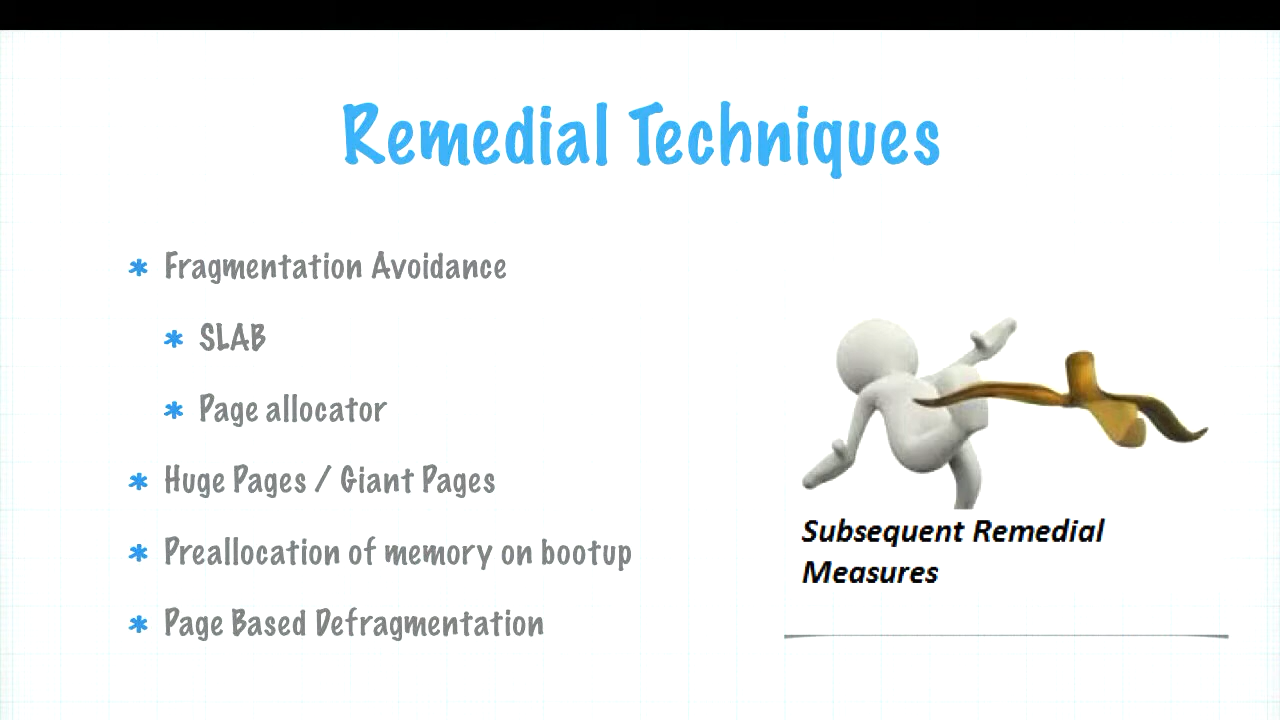 Remedial Techniques
* Fragmentation Avoidance
* SLAB
* Page allocator
* Huge Pages / Giant Pages
* Preallocation of memory on bootup
* Page Based Defragmentation
Subsequent Remedial
Measures